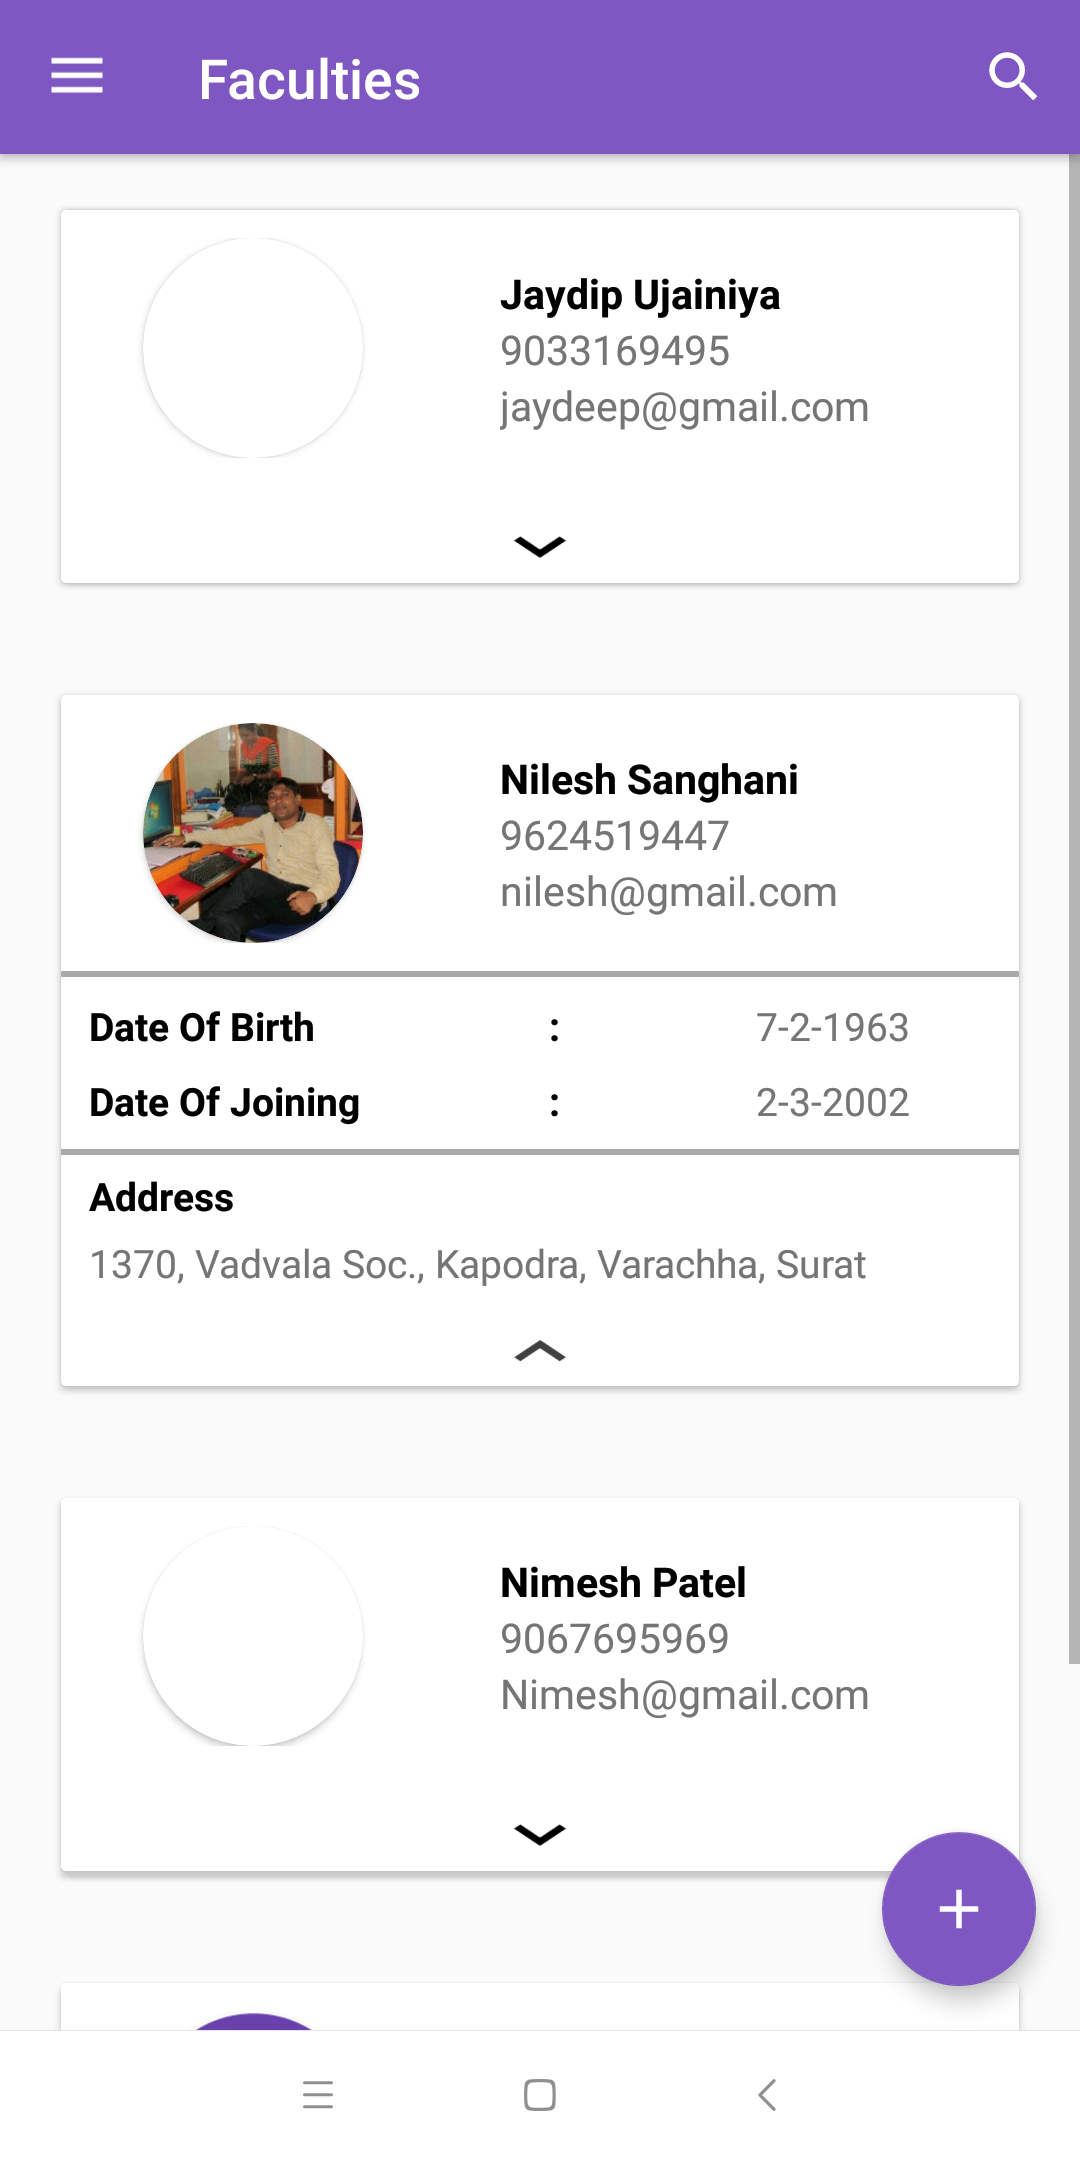 Faculties
Jaydip Ujainiya
9033169495
jaydeep@gmail.com
Nilesh Sanghani
9624519447
nilesh@gmail.com
Date Of Birth : 7-2-1963
Date Of Joining : 2-3-2002
Address
1370, Vadvala Soc., Kapodra, Varachha, Surat
Nimesh Patel
9067695969
Nimesh@gmail.com